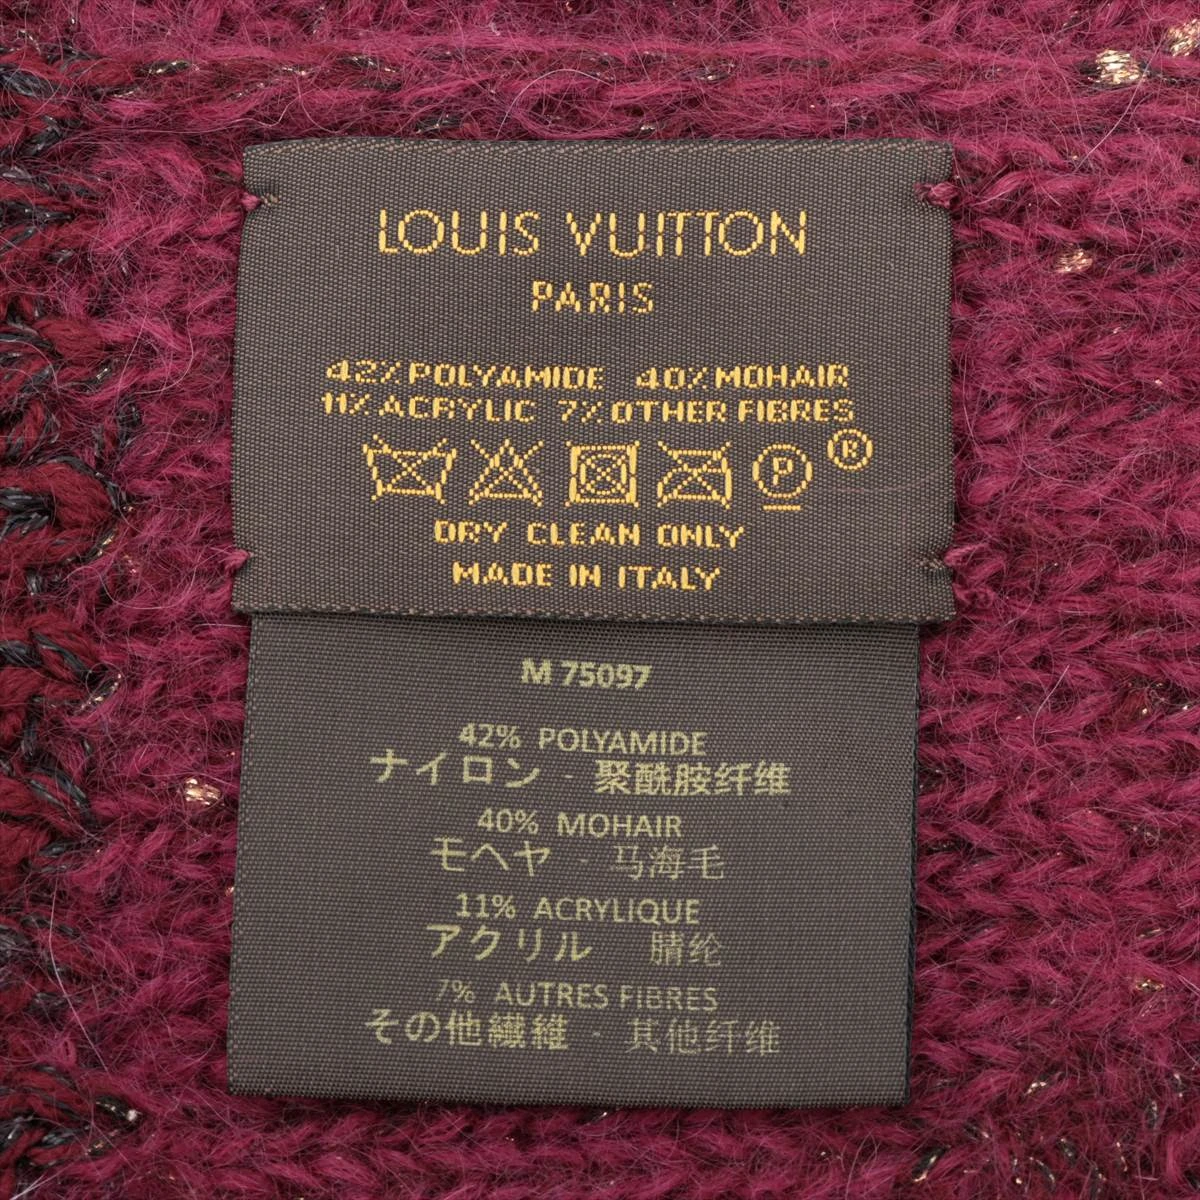 LOUIS VUITTON
PARIS
42% POLYAMIDE 40% MOHAIR
11% ACRYLIC 7% OTHER FIBRES
P ®
DRY CLEAN ONLY
MADE IN ITALY
M 75097
42% POLYAMIDE
ナイロン - 聚酰胺纤维
40% MOHAIR
モヘヤ - 马海毛
11% ACRYLIQUE
アクリル 腈纶
7% AUTRES FIBRES
その他繊維 - 其他纤维